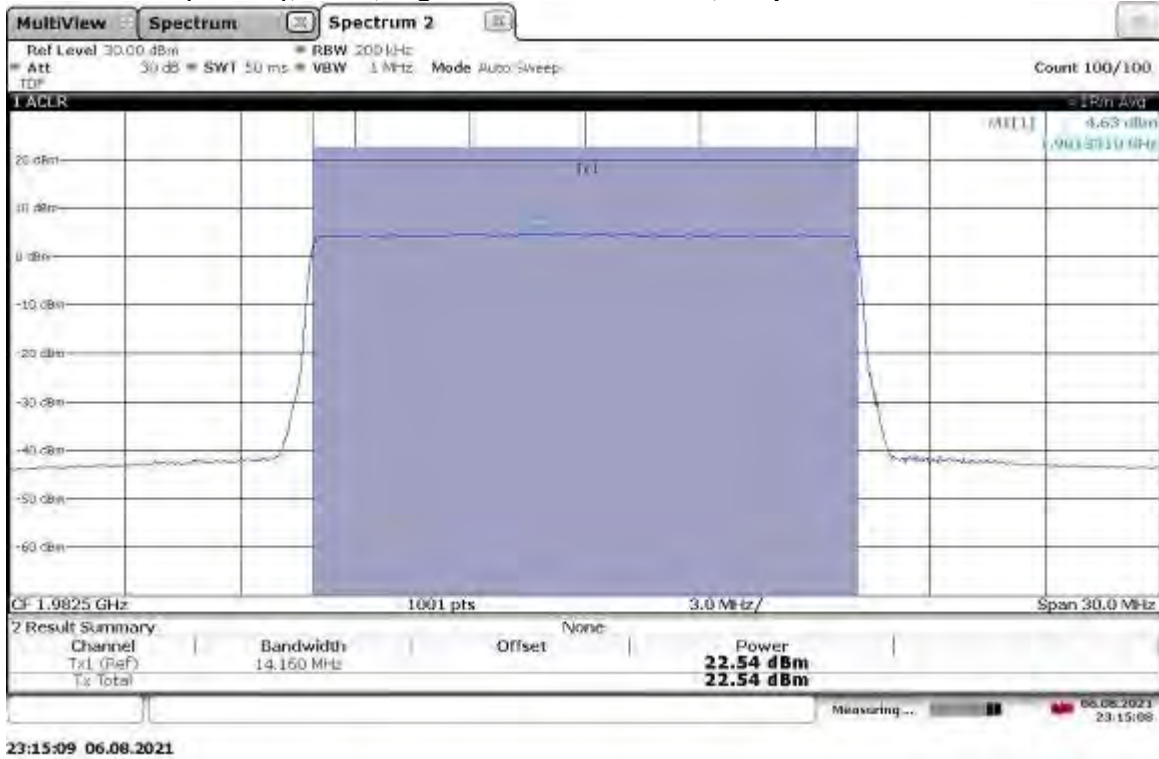 MultiView Spectrum Spectrum 2
Ref Level 30.00 dBm RBW 200 kHz
Att 30 dB SWT 50 ms VBW 1 MHz Mode Auto Sweep Count 100/100
TDF
1 ACLR 1Rm Avg
M1[1] 4.63 dBm
GHz
20 dBm
Tx1
10 dBm
0 dBm
-10 dBm
-20 dBm
-30 dBm
-40 dBm
-50 dBm
-60 dBm
CF 1.9825 GHz 1001 pts 3.0 MHz/ Span 30.0 MHz
2 Result Summary None
Channel Bandwidth Offset Power
Tx1 (Ref) 14.160 MHz 22.54 dBm
Tx Total 22.54 dBm
Measuring... 06.08.2021
23:15:08
23:15:09 06.08.2021